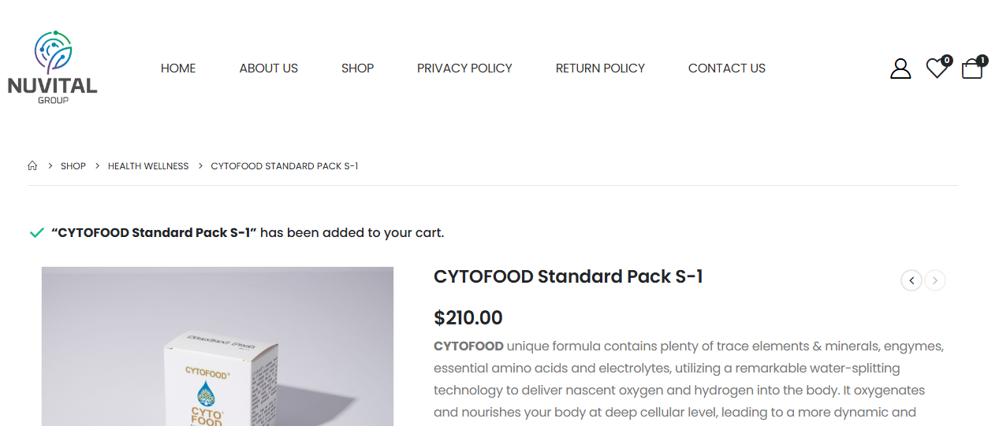 NUVITAL
GROUP
HOME ABOUT US SHOP PRIVACY POLICY RETURN POLICY CONTACT US
0
1
SHOP > HEALTH WELLNESS > CYTOFOOD STANDARD PACK S-1
“CYTOFOOD Standard Pack S-1” has been added to your cart.
Standard Pack
CYTOFOOD®
CYTO®
FOOD
CYTOFOOD Standard Pack S-1
$210.00
CYTOFOOD unique formula contains plenty of trace elements & minerals, engymes,
essential amino acids and electrolytes, utilizing a remarkable water-splitting
technology to deliver nascent oxygen and hydrogen into the body. It oxygenates
and nourishes your body at deep cellular level, leading to a more dynamic and